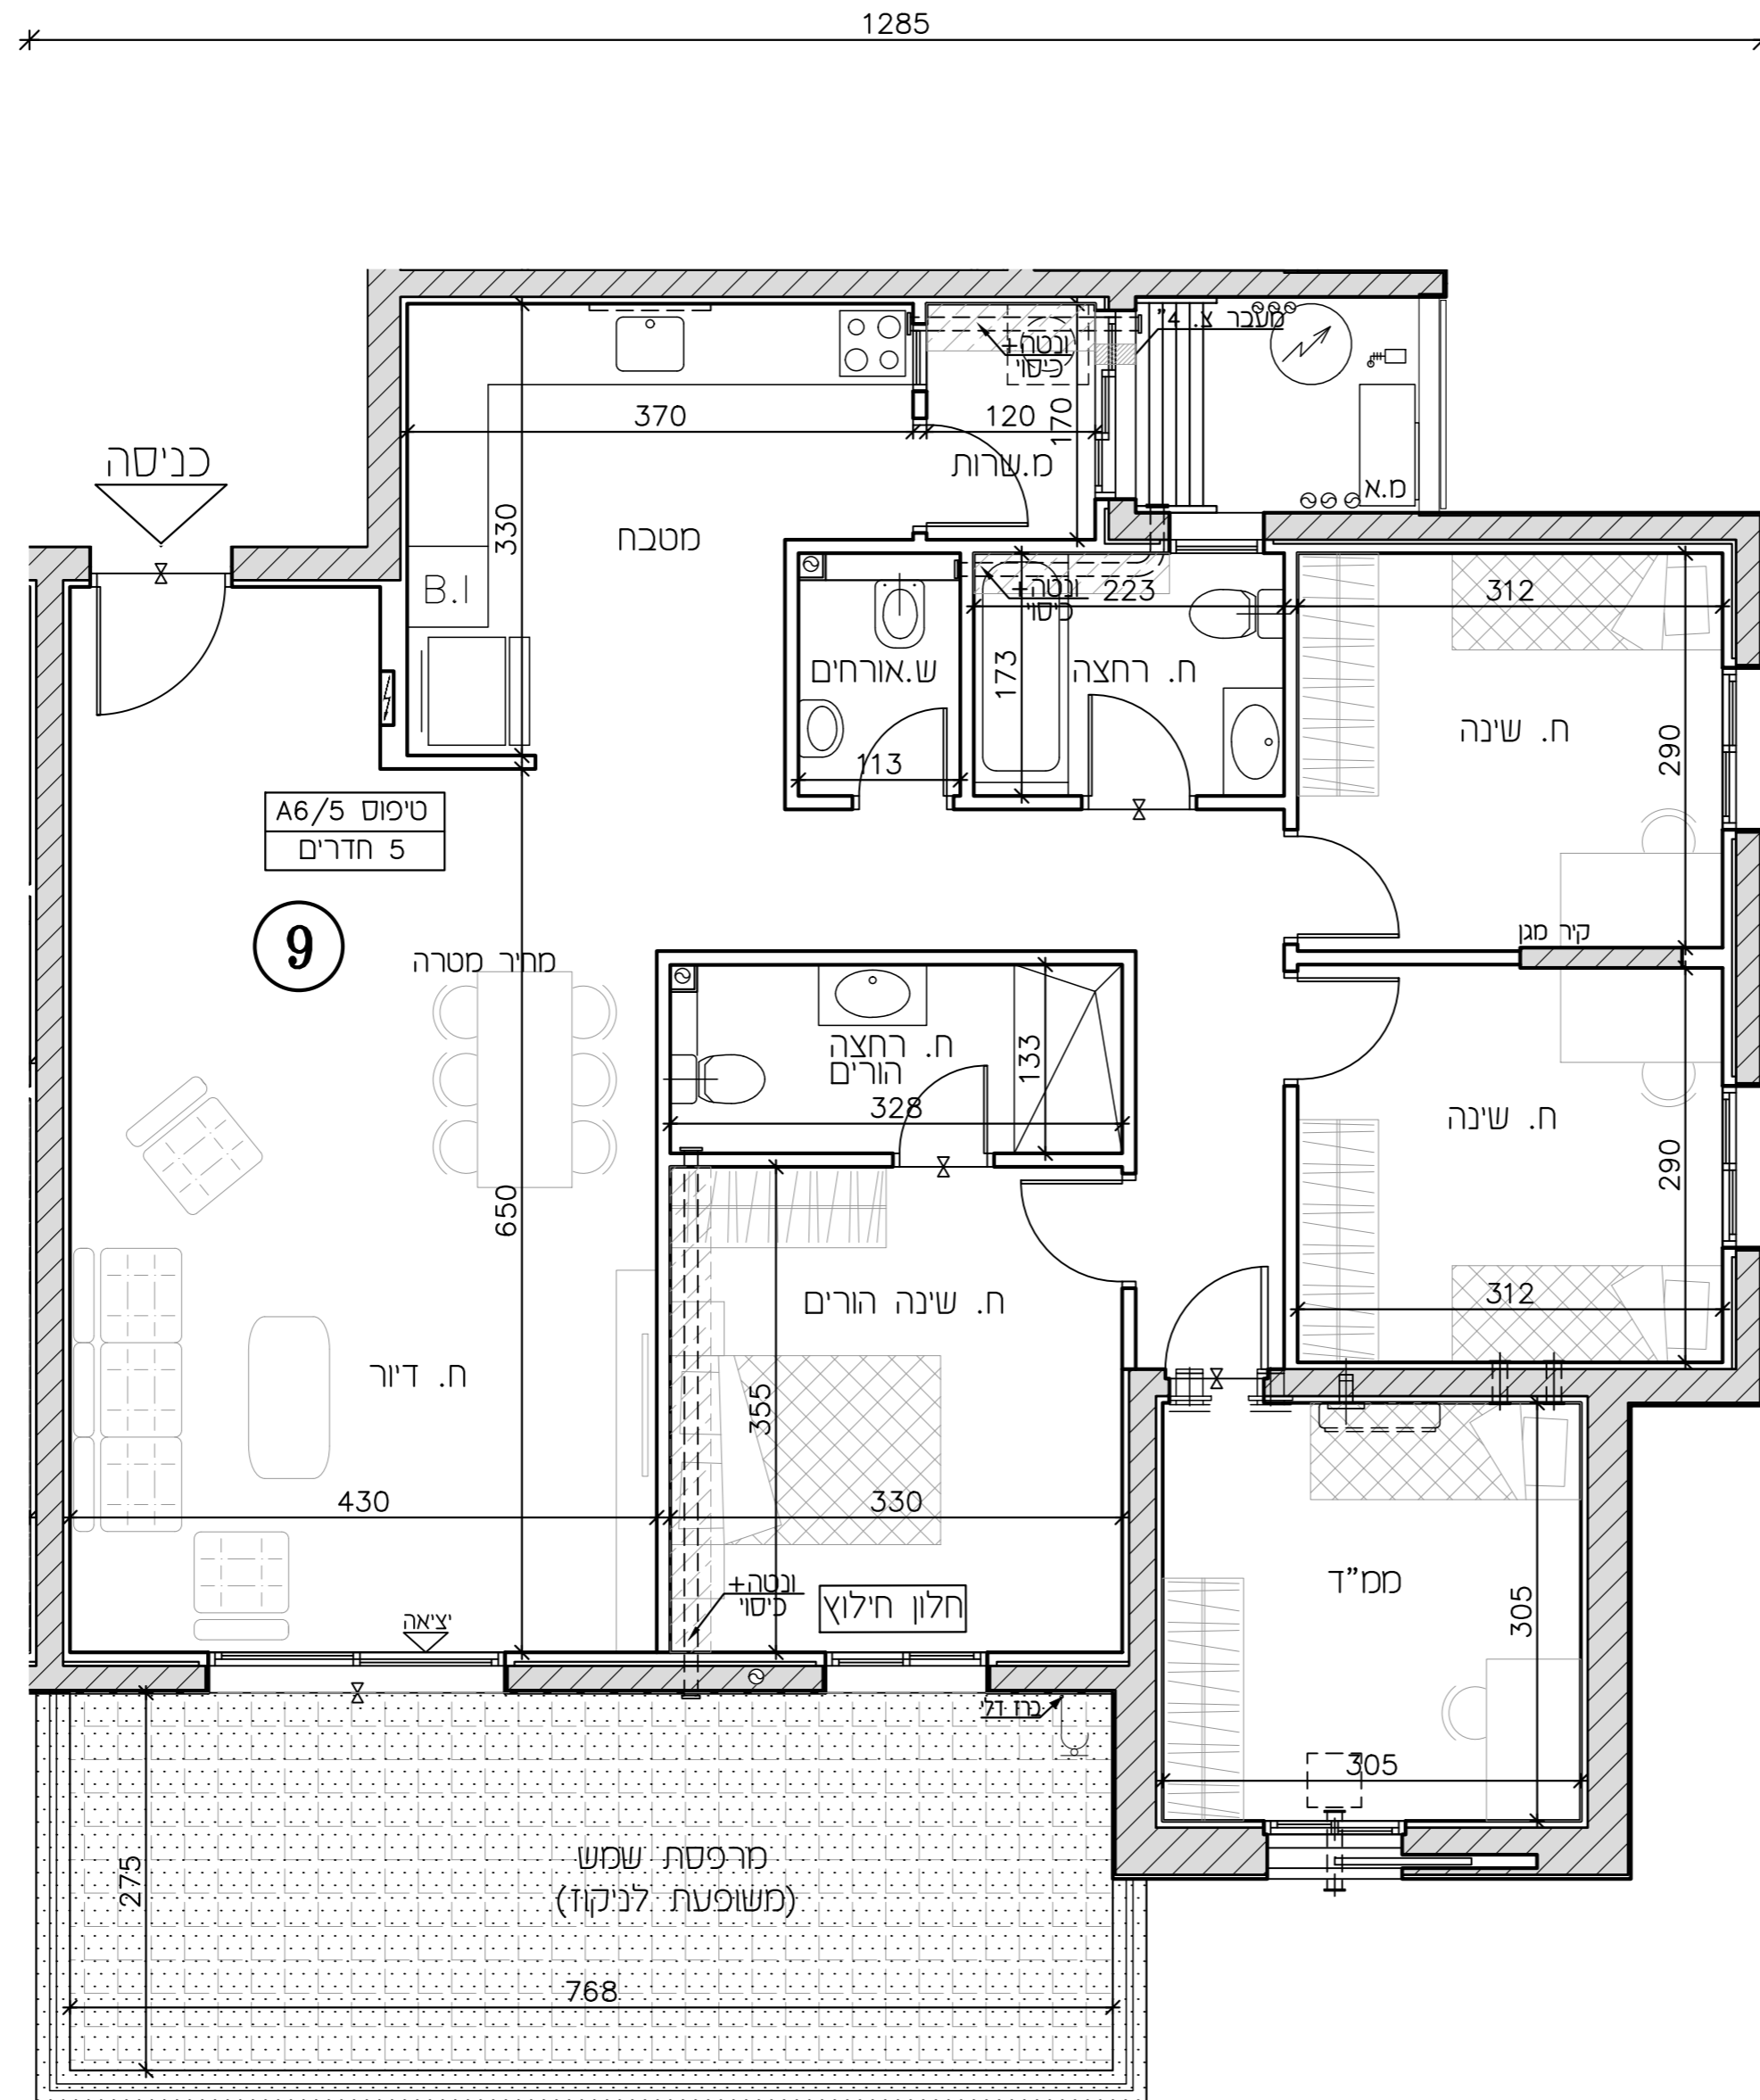 1285
ונטה+
כיסוי
מעבר צ. 4"
370
120
170
מ.שרות
מ.א
כניסה
330
מטבח
B.I
ונטה+
כיסוי
223
312
173
ש.אורחים
ח. רחצה
ח. שינה
290
113
טיפוס A6/5
5 חדרים
9
מחיר מטרה
קיר מגן
ח. רחצה
הורים
133
328
ח. שינה
290
650
ח. שינה הורים
312
ח. דיור
355
430
330
ונטה+
כיסוי
חלון חילוץ
ממ"ד
305
יציאה
ברז דלי
305
מרפסת שמש
(משופעת לניקוז)
275
768